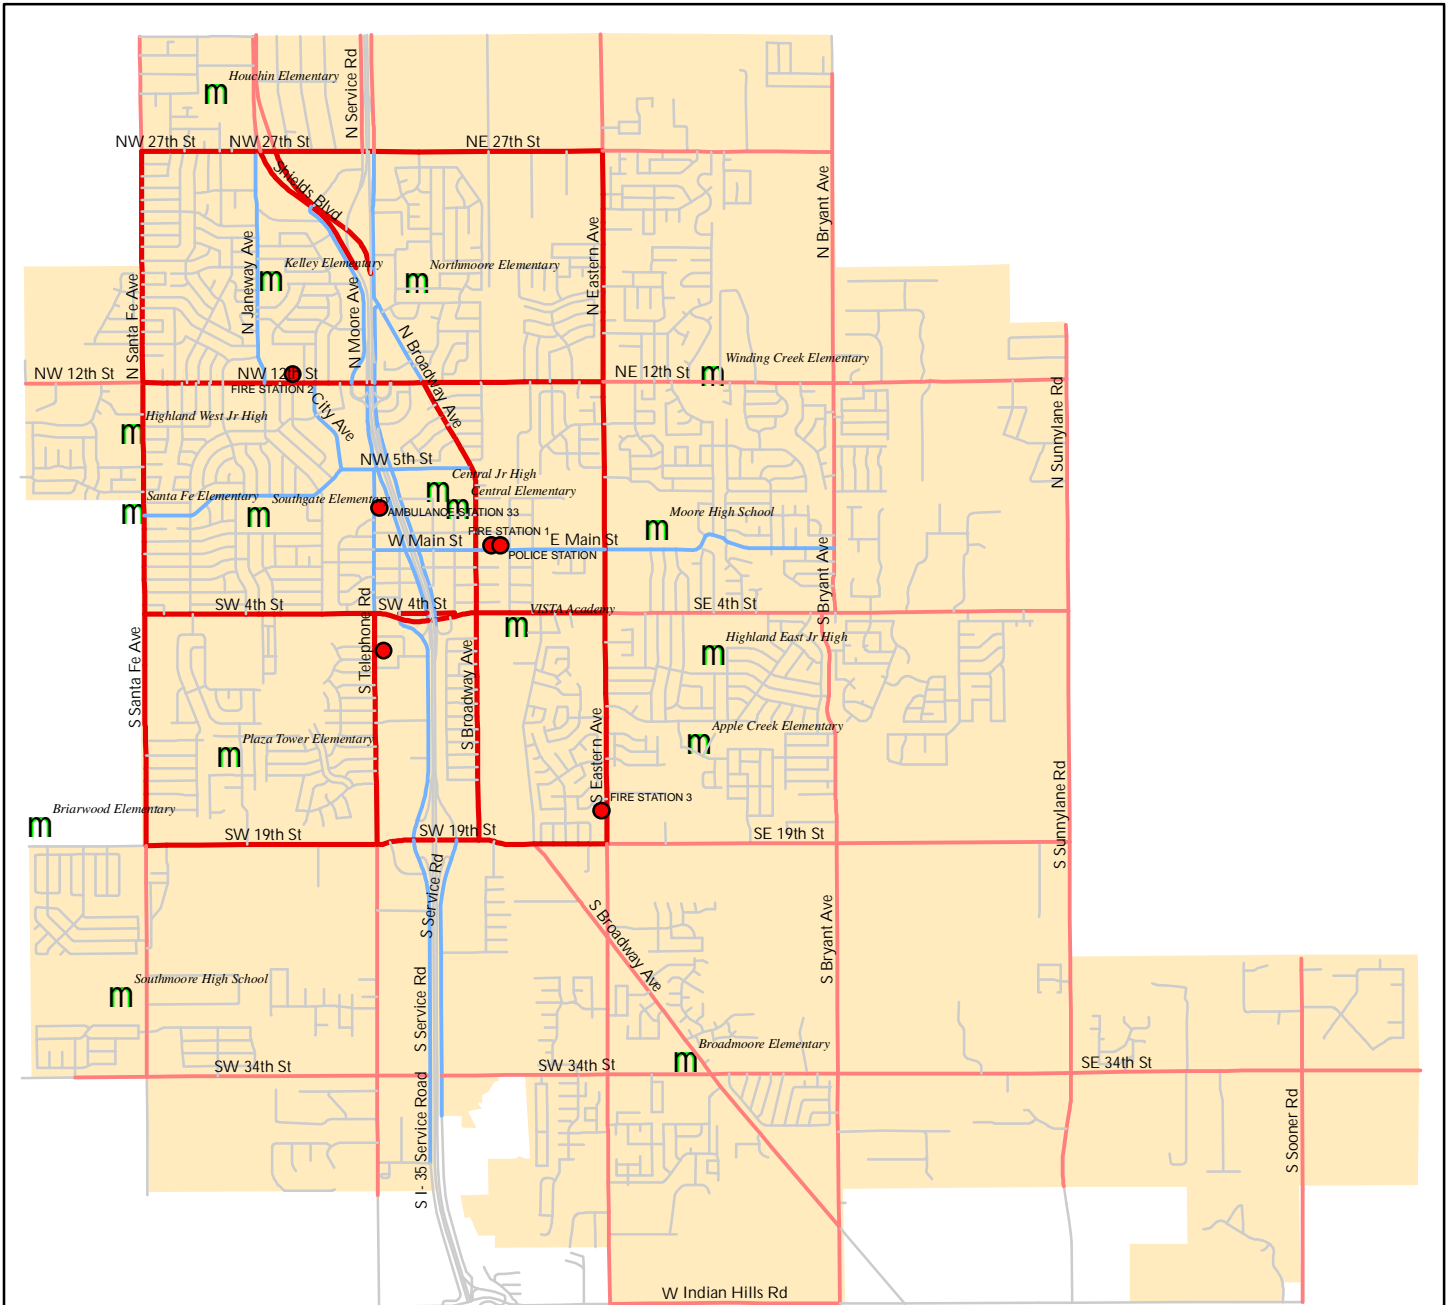 Houchin Elementary
m
N Service Rd
NW 27th St
NW 27th St
NE 27th St
Shields Blvd
N Bryant Ave
N Janeway Ave
Kelley Elementary
m
Northmoore Elementary
m
N Eastern Ave
N Santa Fe Ave
N Moore Ave
N Broadway Ave
Winding Creek Elementary
m
NW 12th St
NW 12th St
NE 12th St
FIRE STATION 2
N Sunnylane Rd
City Ave
Highland West Jr High
m
NW 5th St
Central Jr High
m
Central Elementary
m
Santa Fe Elementary
m
Southgate Elementary
m
AMBULANCE STATION 33
Moore High School
m
FIRE STATION 1
W Main St
E Main St
POLICE STATION
S Bryant Ave
SW 4th St
SW 4th St
SE 4th St
VISTA Academy
m
S Telephone Rd
S Santa Fe Ave
S Broadway Ave
Highland East Jr High
m
Plaza Tower Elementary
m
S Eastern Ave
Apple Creek Elementary
m
FIRE STATION 3
Briarwood Elementary
m
SW 19th St
SW 19th St
SE 19th St
S Sunnylane Rd
S Service Rd
S Broadway Ave
S Bryant Ave
Southmoore High School
m
S Service Rd
Broadmoore Elementary
m
SW 34th St
SW 34th St
SE 34th St
S I - 35 Service Road
S Sooner Rd
W Indian Hills Rd